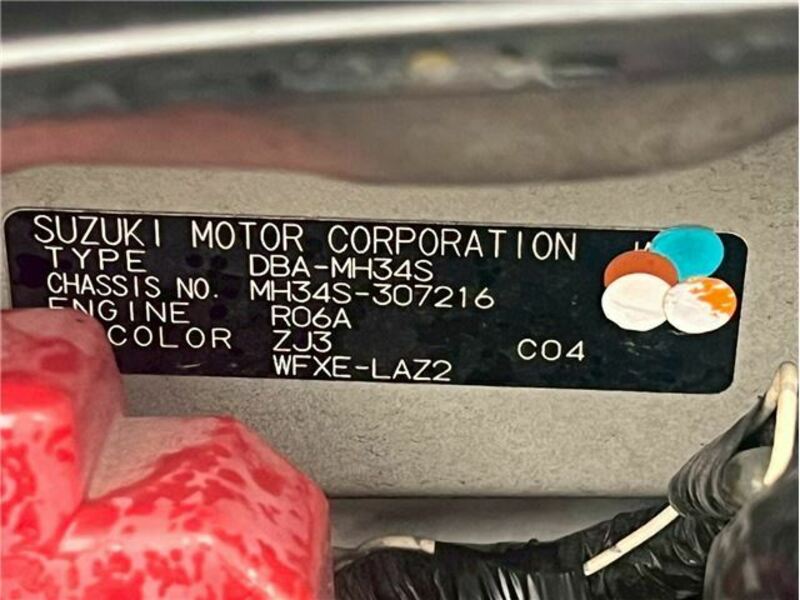 SUZUKI MOTOR CORPORATION
TYPE DBA-MH34S
CHASSIS NO. MH34S-307216
ENGINE R06A
COLOR ZJ3 C04
WFXE-LAZ2